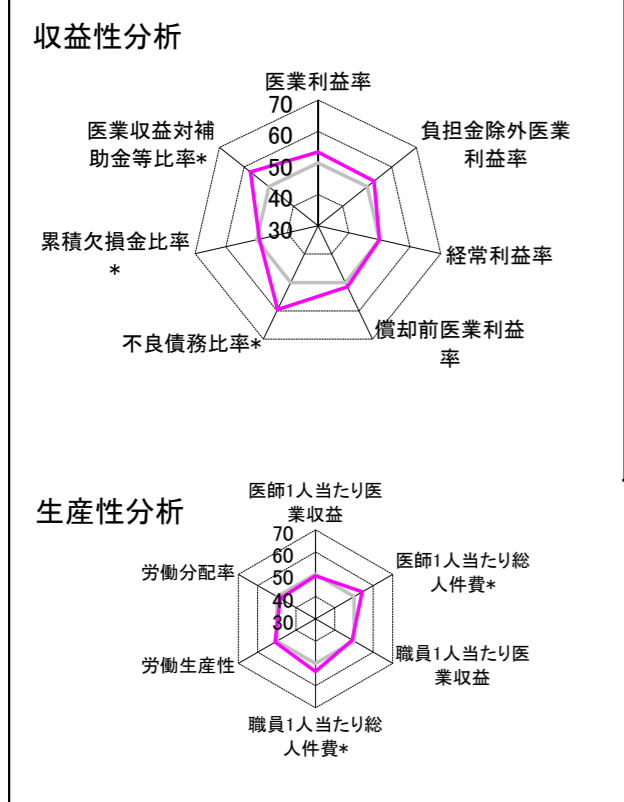 収益性分析
医業利益率
70
60
50
40
30
負担金除外医業
利益率
経常利益率
償却前医業利益
率
不良債務比率*
累積欠損金比率
*
医業収益対補
助金等比率*
生産性分析
医師1人当たり医
業収益
70
60
50
40
30
医師1人当たり総
人件費*
職員1人当たり医
業収益
職員1人当たり総
人件費*
労働生産性
労働分配率